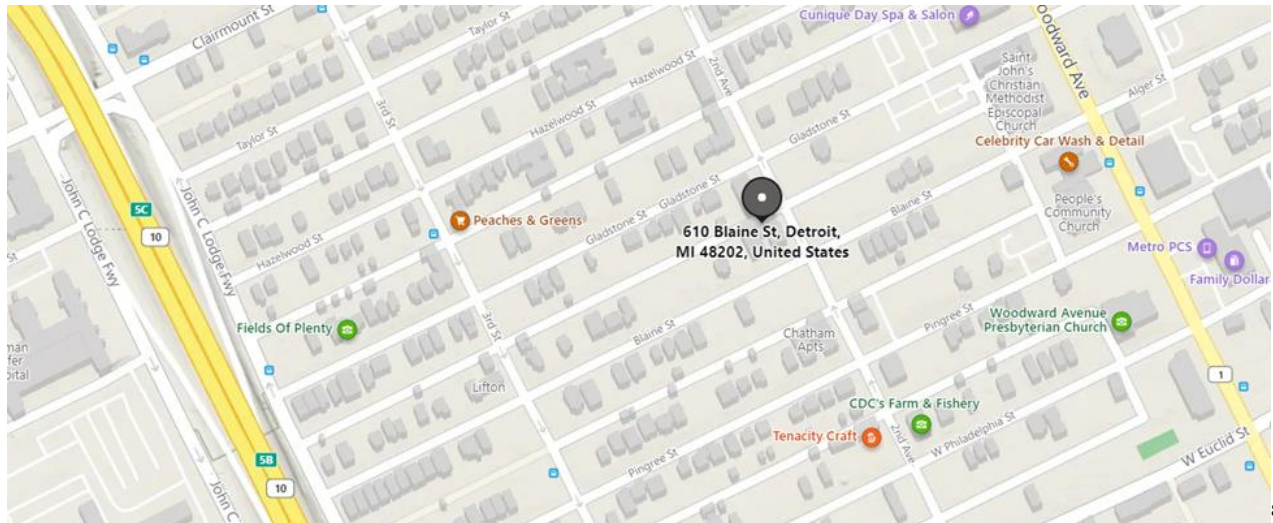 Clairmount St
Taylor St
Cunique Day Spa & Salon
Woodward Ave
Hazelwood St
2nd Ave
Saint
John's
Christian
Methodist
Episcopal
Church
Alger St
3rd St
Taylor St
Hazelwood St
Gladstone St
Celebrity Car Wash & Detail
John C Lodge Fwy
5C
10
John C Lodge Fwy
Peaches & Greens
Gladstone St
Gladstone St
610 Blaine St, Detroit,
MI 48202, United States
Blaine St
People's
Community
Church
Metro PCS
Family Dollar
St
Hazelwood St
Fields Of Plenty
3rd St
Blaine St
Chatham
Apts
Pingree St
Woodward Avenue
Presbyterian Church
man
fer
pital
Lifton
1
CDC's Farm & Fishery
Tenacity Craft
2nd Ave
W Philadelphia St
W Euclid St
5B
10
Pingree St
John C